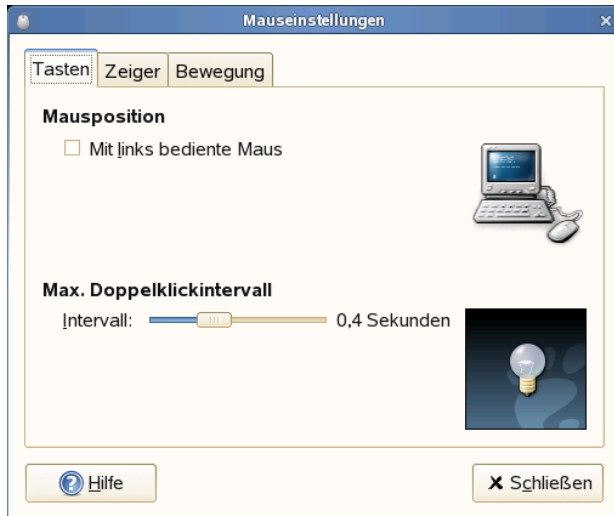 Mauseinstellungen
Tasten Zeiger Bewegung
Mausposition
Mit links bediente Maus
Max. Doppelklickintervall
Intervall: 0,4 Sekunden
Hilfe Schließen